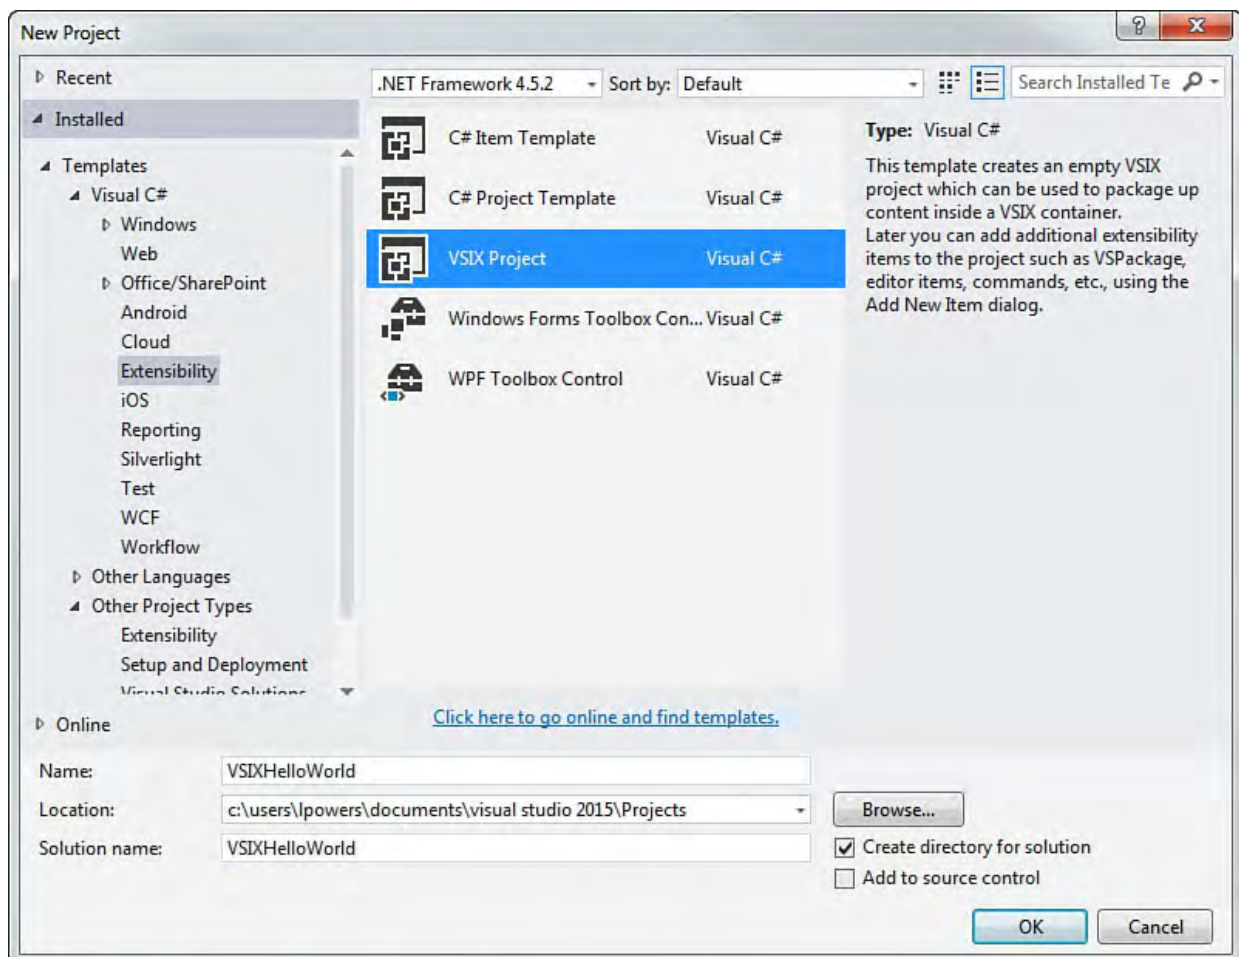 New Project
Recent
.NET Framework 4.5.2
Sort by: Default
Search Installed Te
Installed
Templates
Visual C#
Windows
Web
Office/SharePoint
Android
Cloud
Extensibility
iOS
Reporting
Silverlight
Test
WCF
Workflow
Other Languages
Other Project Types
Extensibility
Setup and Deployment
Visual Studio Solutions
Online
C# Item Template Visual C#
C# Project Template Visual C#
VSIX Project Visual C#
Windows Forms Toolbox Con... Visual C#
WPF Toolbox Control Visual C#
Click here to go online and find templates.
Type: Visual C#
This template creates an empty VSIX
project which can be used to package up
content inside a VSIX container.
Later you can add additional extensibility
items to the project such as VSPackage,
editor items, commands, etc., using the
Add New Item dialog.
Name: VSIXHelloWorld
Location: c:\users\lpowers\documents\visual studio 2015\Projects
Browse...
Solution name: VSIXHelloWorld
Create directory for solution
Add to source control
OK
Cancel